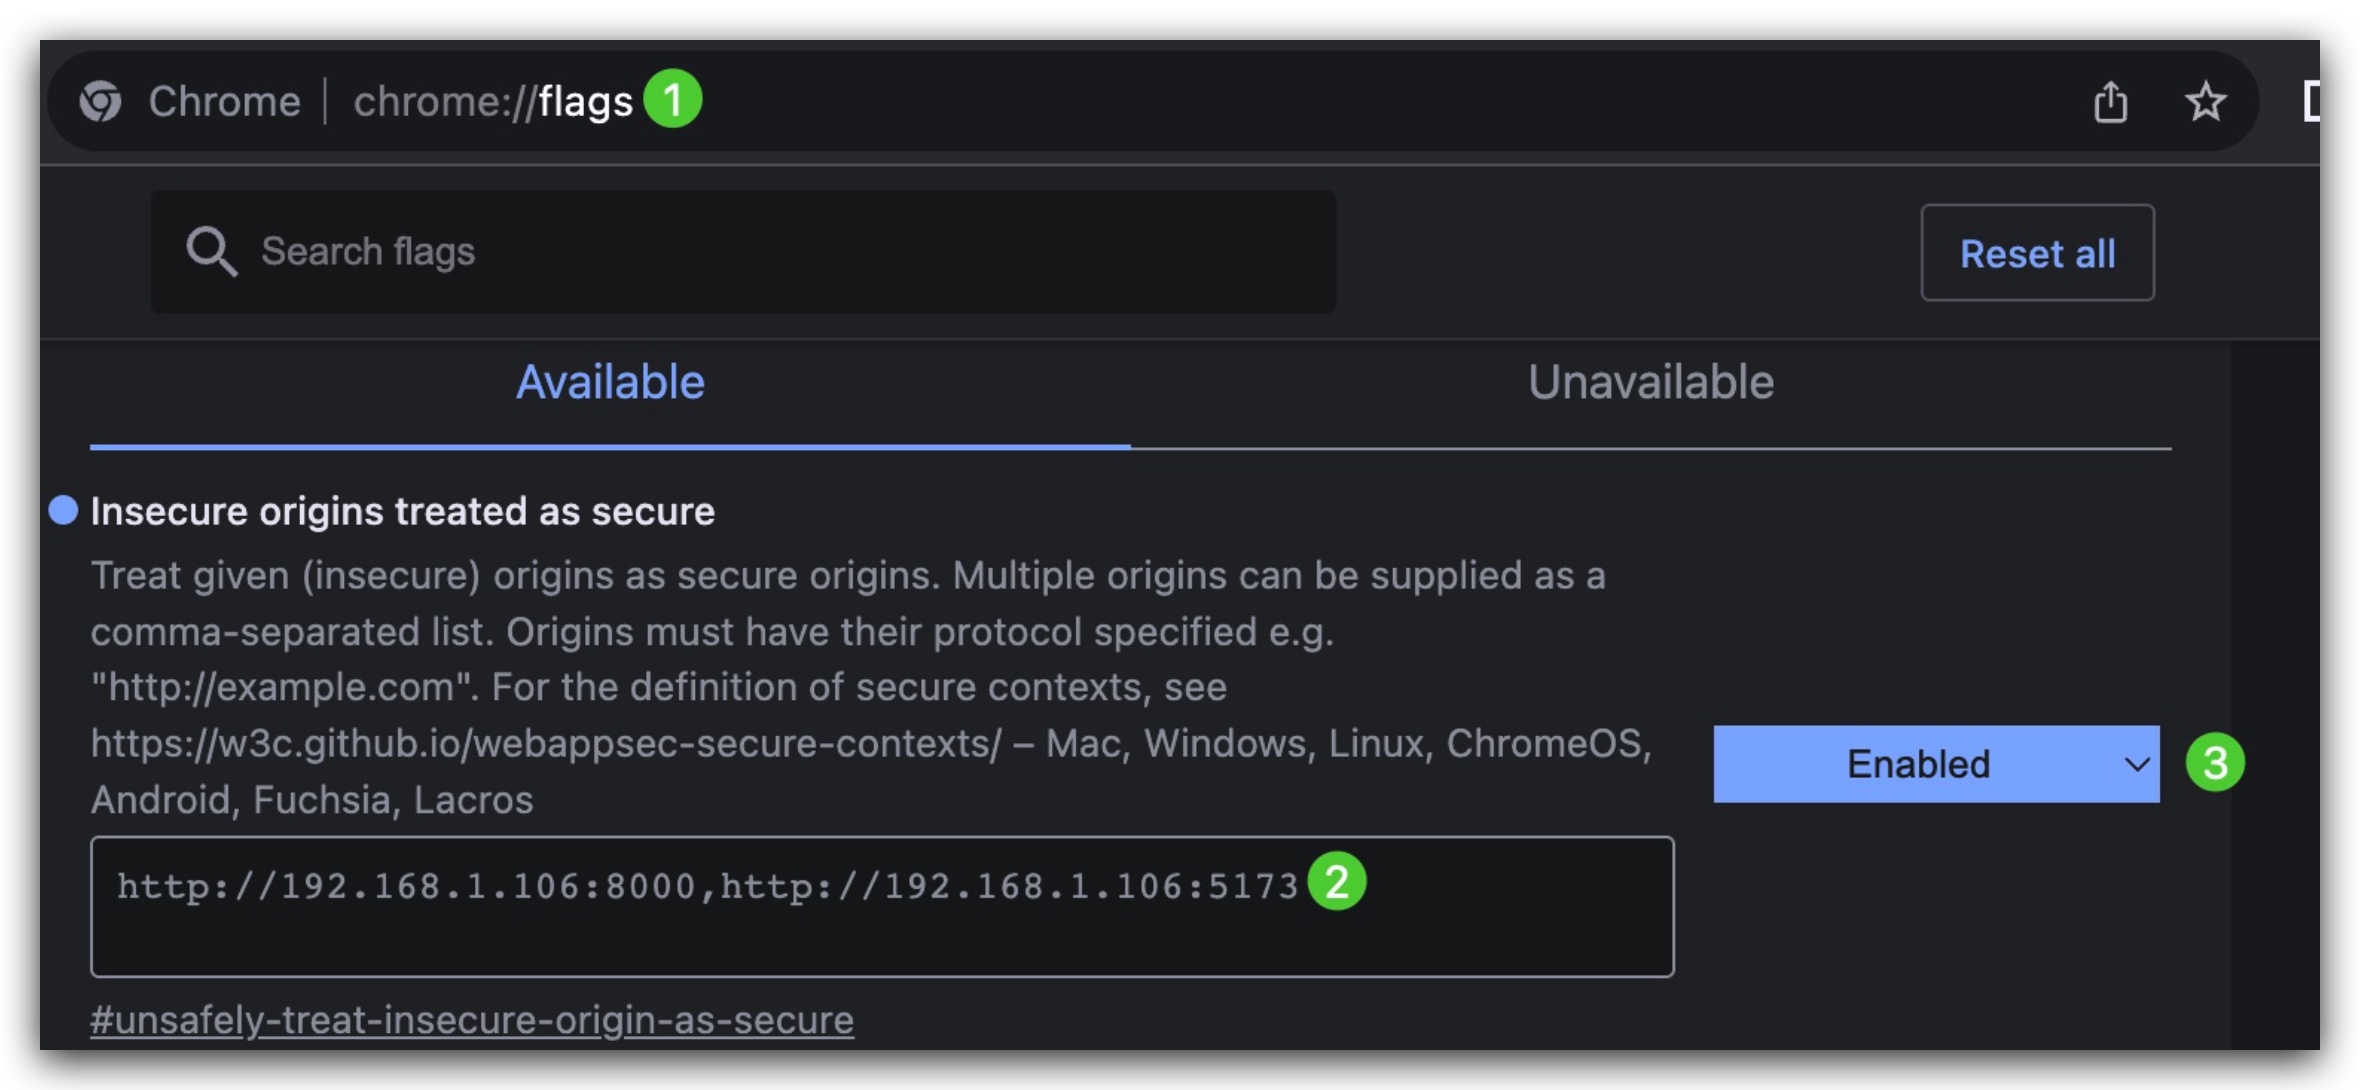 Chrome | chrome://flags 1
Search flags
Reset all
Available
Unavailable
Insecure origins treated as secure
Treat given (insecure) origins as secure origins. Multiple origins can be supplied as a
comma-separated list. Origins must have their protocol specified e.g.
"http://example.com". For the definition of secure contexts, see
https://w3c.github.io/webappsec-secure-contexts/ – Mac, Windows, Linux, ChromeOS,
Android, Fuchsia, Lacros
Enabled 3
http://192.168.1.106:8000,http://192.168.1.106:5173 2
#unsafely-treat-insecure-origin-as-secure